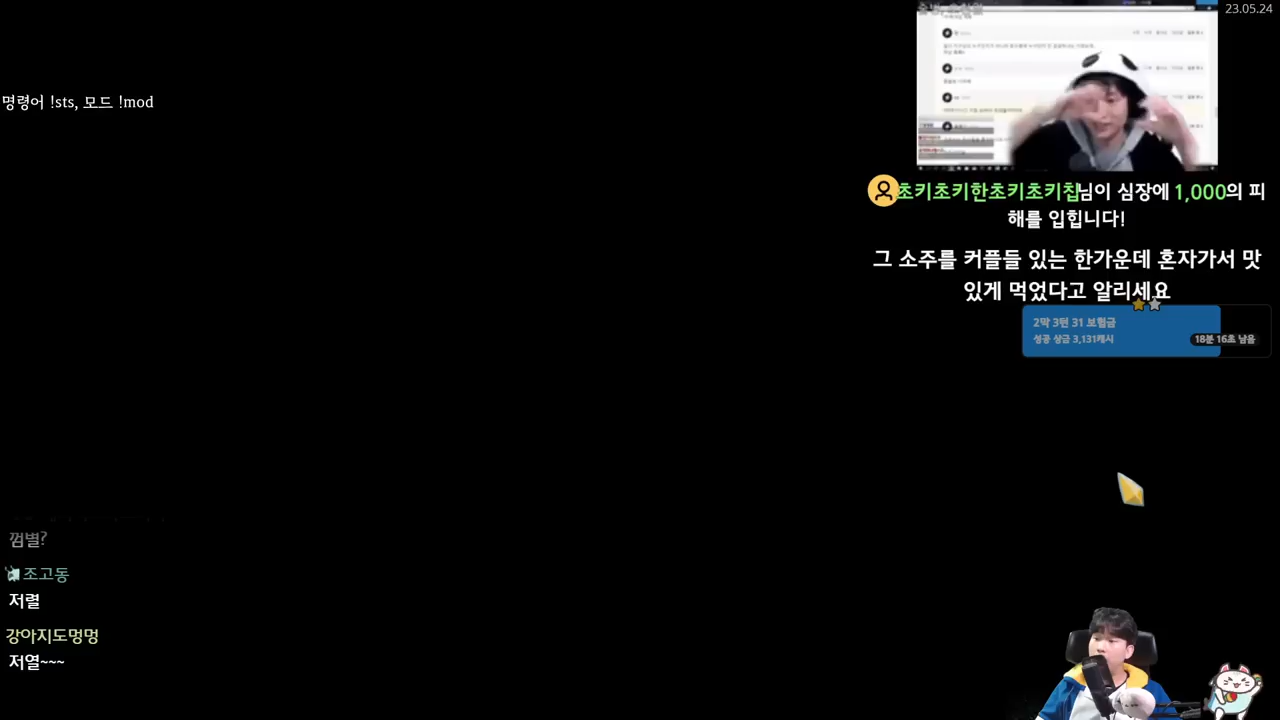 23.05.24
명령어 !sts, 모드 !mod
초키초키한초키초키칩님이 심장에 1,000의 피
해를 입힙니다!
그 소주를 커플들 있는 한가운데 혼자가서 맛
있게 먹었다고 알리세요
2막 3턴 31 보험금
성공 상금 3,131캐시
18분 16초 남음
껌별?
조고동
저렬
강아지도멍멍
저열~~~